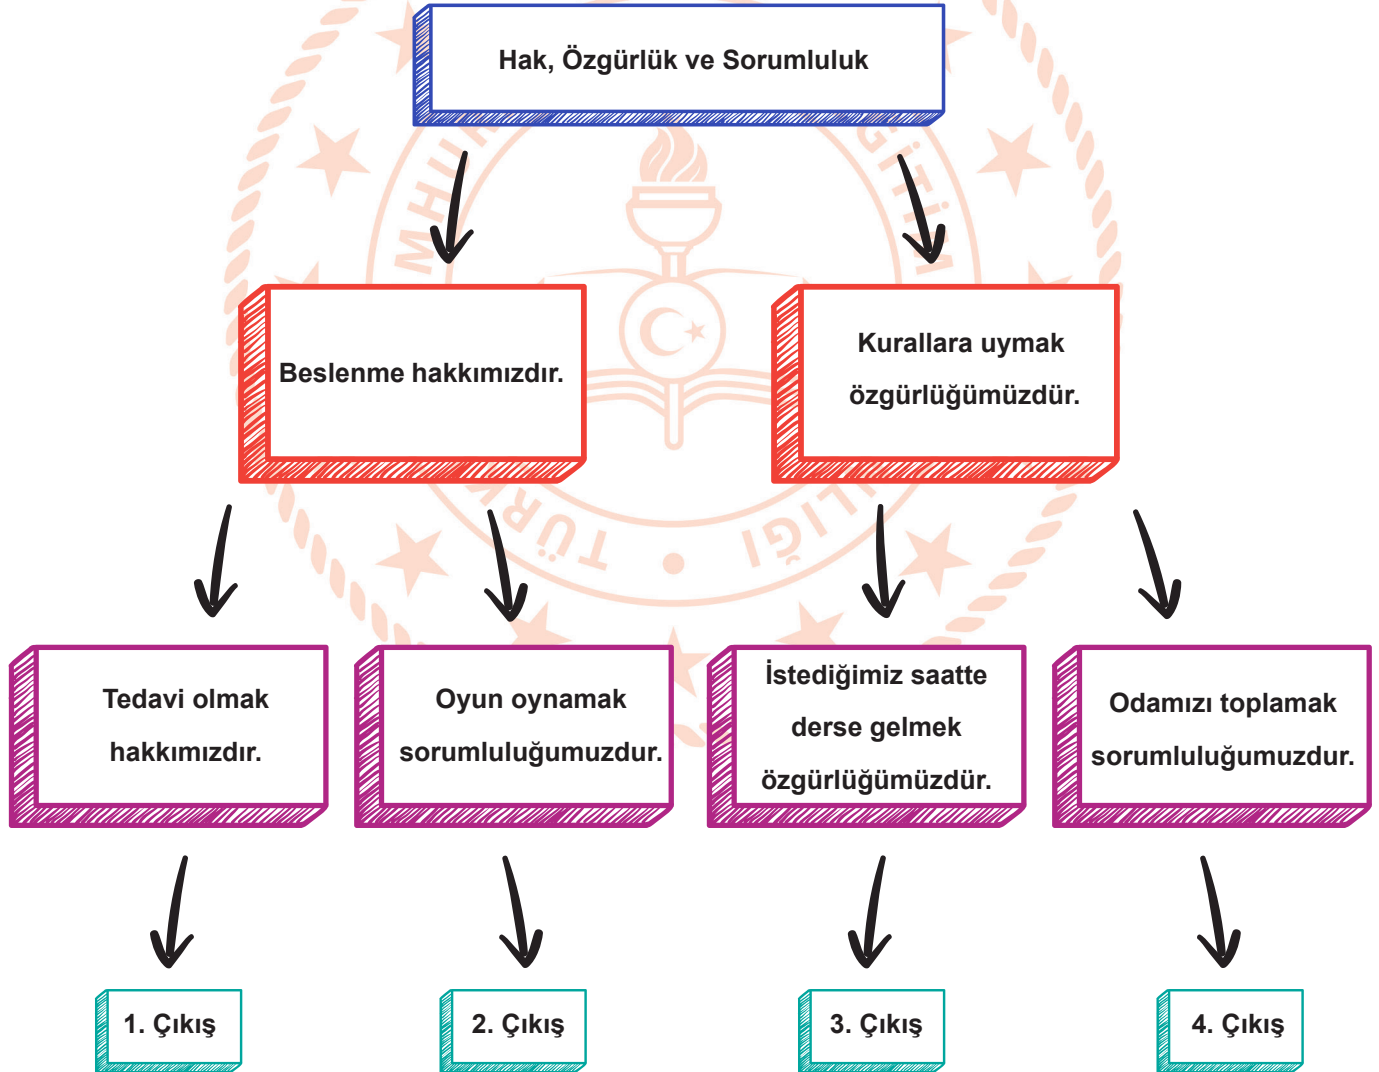 Hak, Özgürlük ve Sorumluluk
Beslenme hakkımızdır.
Kurallara uymak
özgürlüğümüzdür.
Tedavi olmak
hakkımızdır.
Oyun oynamak
sorumluluğumuzdur.
İstediğimiz saatte
derse gelmek
özgürlüğümüzdür.
Odamızı toplamak
sorumluluğumuzdur.
1. Çıkış
2. Çıkış
3. Çıkış
4. Çıkış